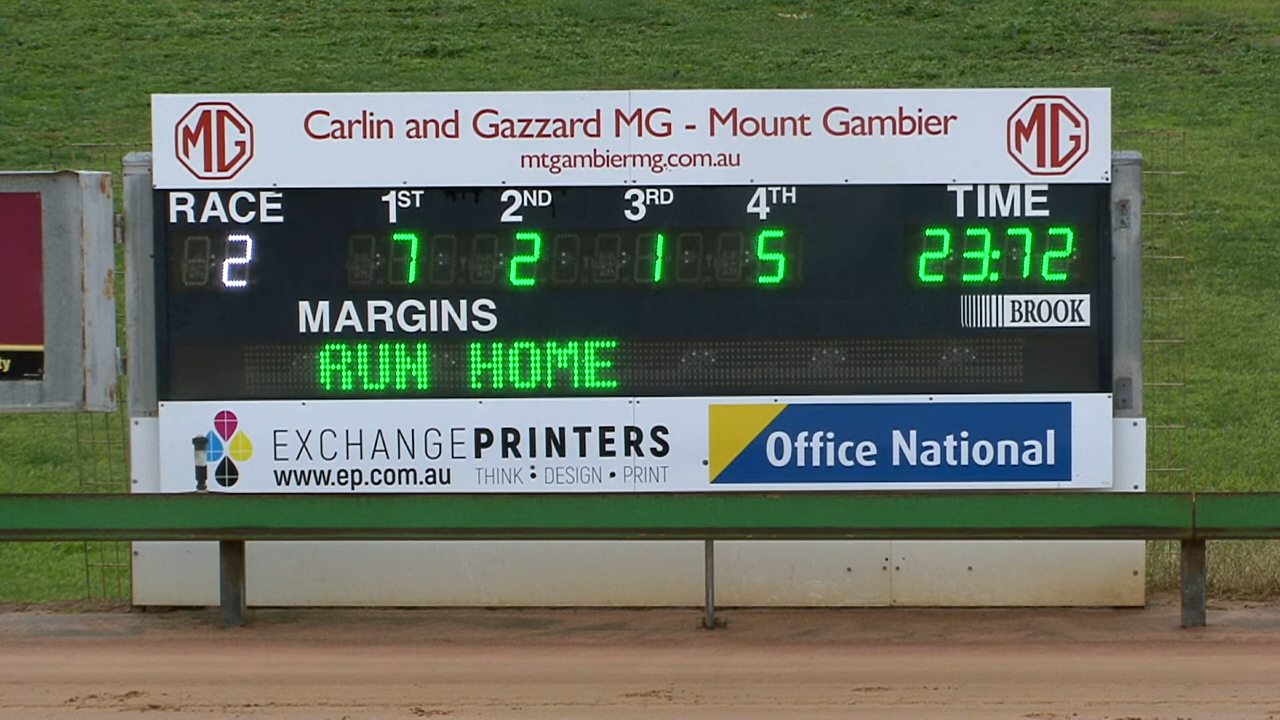 MG
Carlin and Gazzard MG - Mount Gambier
MG
mtgambiermg.com.au
RACE 1ST 2ND 3RD 4TH TIME
2 7 2 1 5 23:72
MARGINS
BROOK
RUN HOME
ty
EXCHANGEPRINTERS
www.ep.com.au THINK : DESIGN • PRINT
Office National